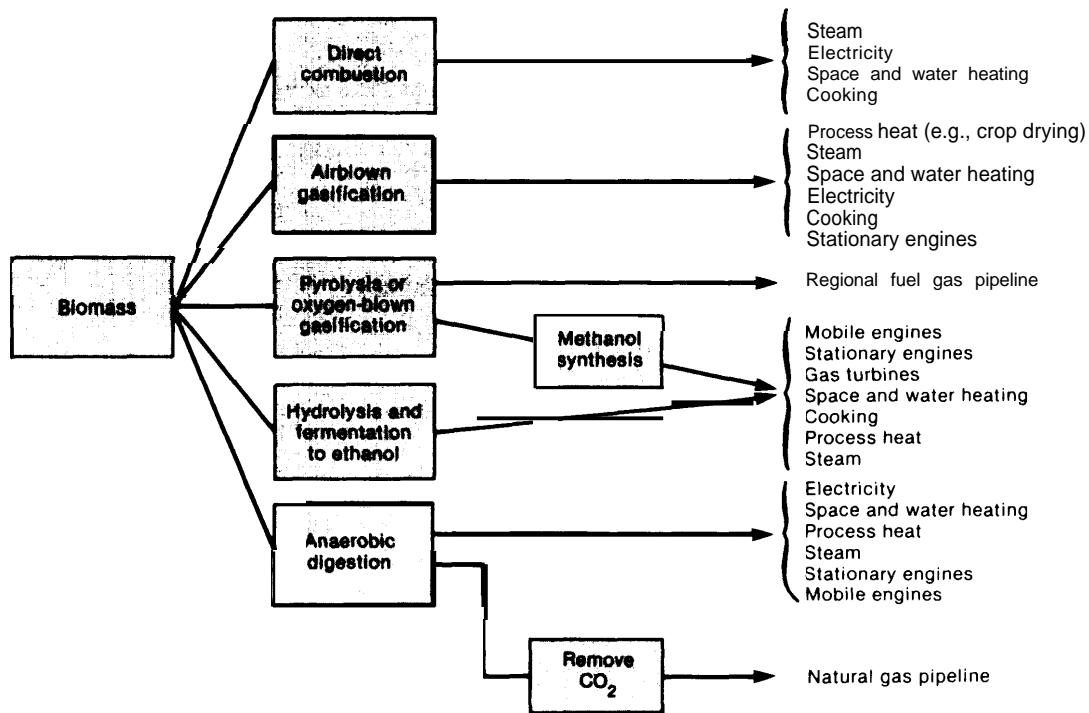 Direct
combustion
Steam
Electricity
Space and water heating
Cooking
Airblown
gasification
Process heat (e.g., crop drying)
Steam
Space and water heating
Electricity
Cooking
Stationary engines
Biomass
Pyrolysis or
oxygen-blown
gasification
Regional fuel gas pipeline
Methanol
synthesis
Mobile engines
Stationary engines
Gas turbines
Space and water heating
Cooking
Process heat
Steam
Hydrolysis and
fermentation
to ethanol
Anaerobic
digestion
Electricity
Space and water heating
Process heat
Steam
Stationary engines
Mobile engines
Remove
CO2
Natural gas pipeline